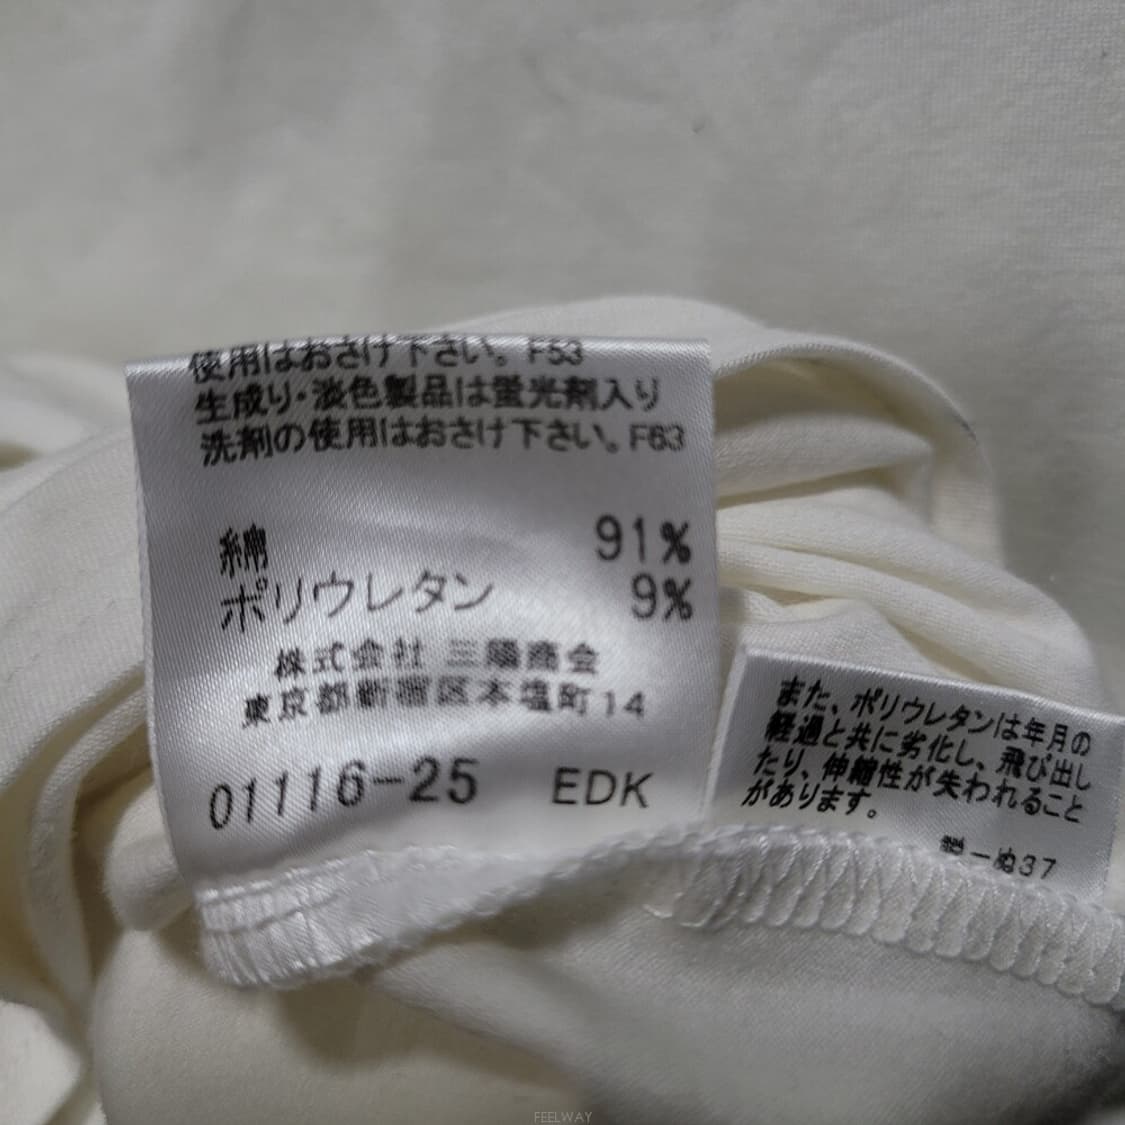 使用はおさけ下さい。F53
生成り・淡色製品は蛍光剤入り
洗剤の使用はおさけ下さい。F63
綿 91%
ポリウレタン 9%
株式会社 三陽商会
東京都新宿区本塩町14
01116-25 EDK
また、ポリウレタンは年月の
経過と共に劣化し、飛び出し
たり、伸縮性が失われること
があります。
ーぬ37
FEELWAY